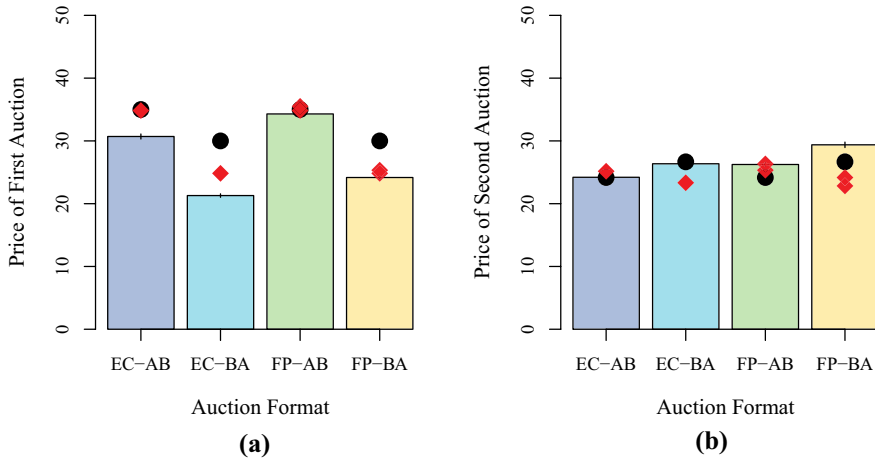 Price of First Auction
50
40
30
20
10
0
EC−AB EC−BA FP−AB FP−BA
Auction Format
(a)
Price of Second Auction
50
40
30
20
10
0
EC−AB EC−BA FP−AB FP−BA
Auction Format
(b)